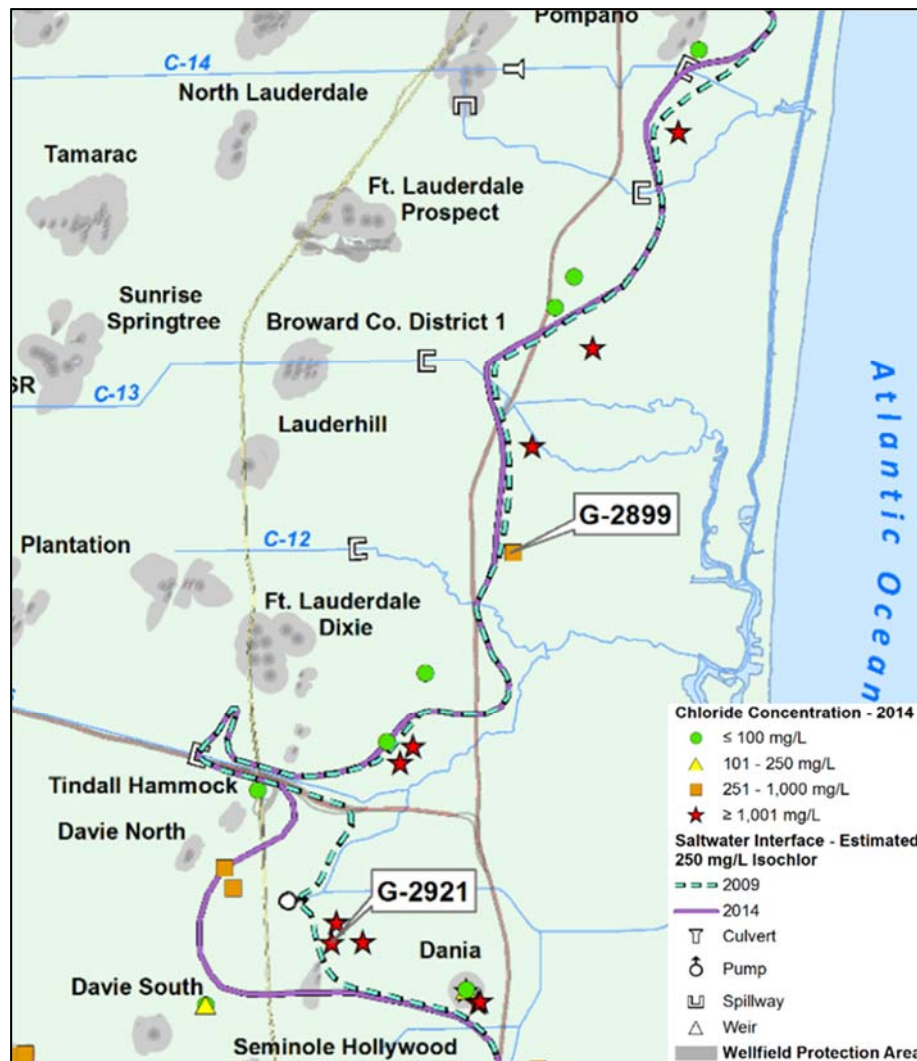 Pompano
C-14
North Lauderdale
Tamarac
Ft. Lauderdale
Prospect
Sunrise
Springtree
Broward Co. District 1
SR
C-13
Lauderhill
Atlantic Ocean
G-2899
C-12
Plantation
Ft. Lauderdale
Dixie
Tindall Hammock
Davie North
G-2921
Dania
Davie South
Seminole Hollywood
Chloride Concentration - 2014
≤ 100 mg/L
101 - 250 mg/L
251 - 1,000 mg/L
≥ 1,001 mg/L
Saltwater Interface - Estimated
250 mg/L Isochlor
2009
2014
Culvert
Pump
Spillway
Weir
Wellfield Protection Area